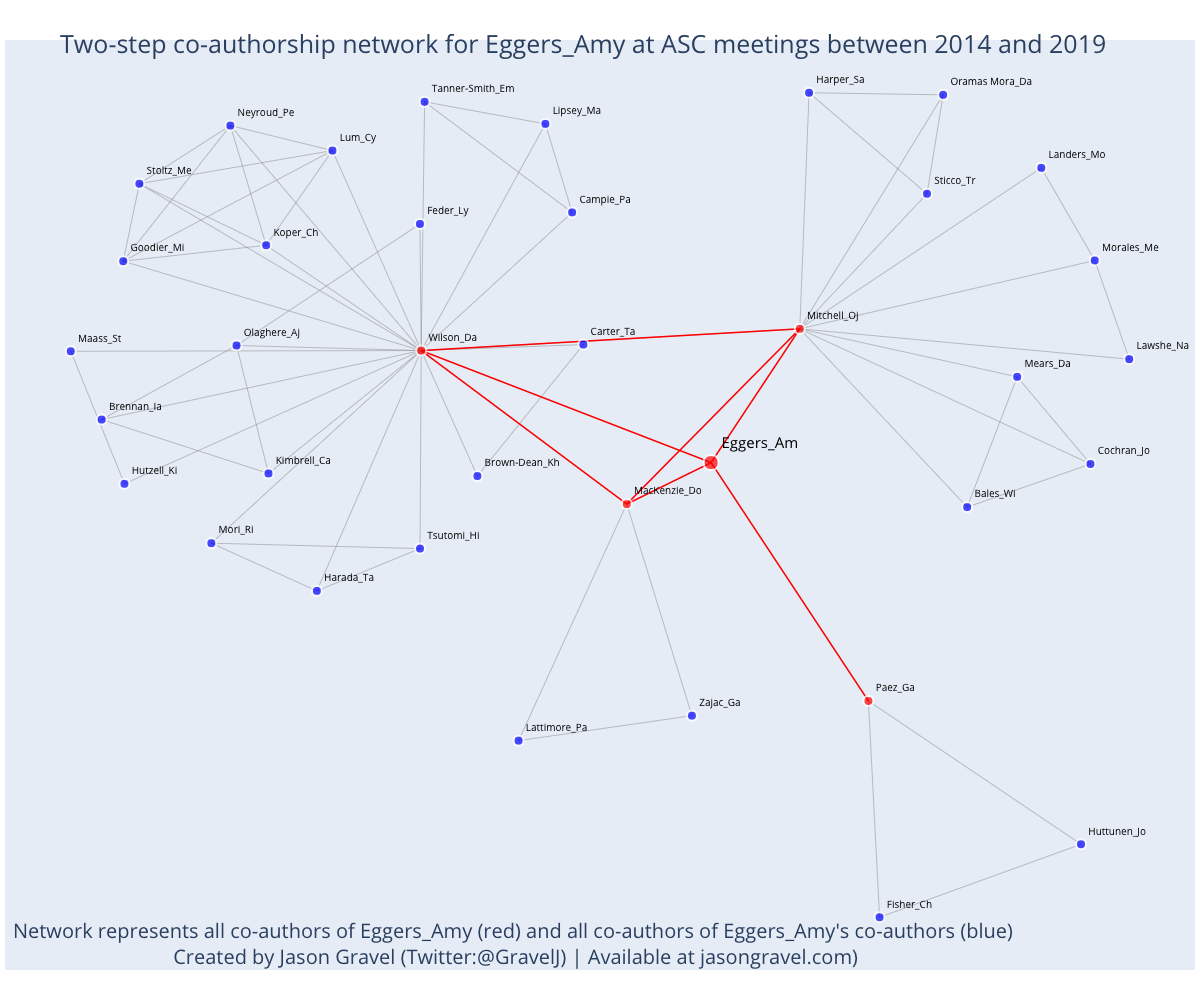 Two-step co-authorship network for Eggers_Amy at ASC meetings between 2014 and 2019
Harper_Sa
Oramas Mora_Da
Tanner-Smith_Em
Neyroud_Pe
Lipsey_Ma
Lum_Cy
Landers_Mo
Stoltz_Me
Sticco_Tr
Campie_Pa
Feder_Ly
Koper_Ch
Goodier_Mi
Morales_Me
Mitchell_Oj
Carter_Ta
Olaghere_Aj
Wilson_Da
Maass_St
Lawshe_Na
Mears_Da
Brennan_Ia
Eggers_Am
Cochran_Jo
Kimbrell_Ca
Brown-Dean_Kh
Hutzell_Ki
MacKenzie_Do
Bales_Wi
Mori_Ri
Tsutomi_Hi
Harada_Ta
Paez_Ga
Zajac_Ga
Lattimore_Pa
Huttunen_Jo
Fisher_Ch
Network represents all co-authors of Eggers_Amy (red) and all co-authors of Eggers_Amy's co-authors (blue)
Created by Jason Gravel (Twitter:@GravelJ) | Available at jasongravel.com)